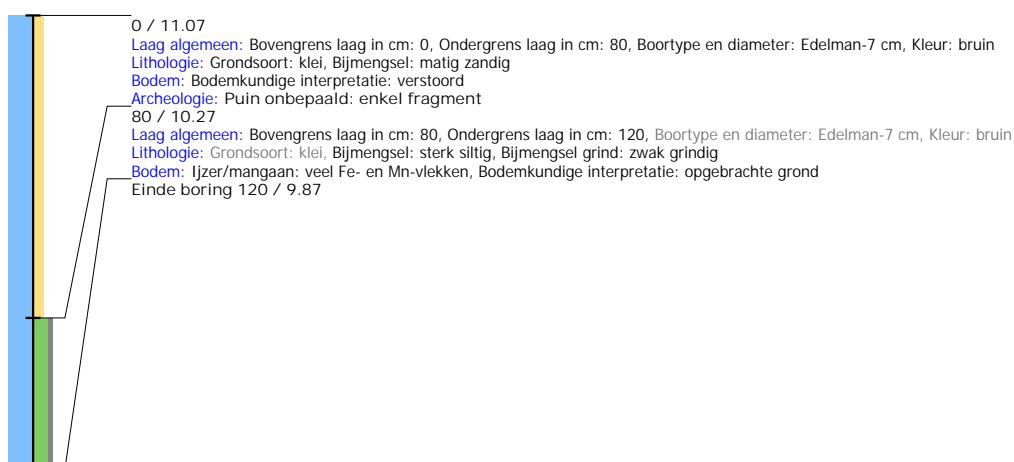 0 / 11.07
Laag algemeen: Bovengrens laag in cm: 0, Ondergrens laag in cm: 80, Boortype en diameter: Edelman-7 cm, Kleur: bruin
Lithologie: Grondsoort: klei, Bijmengsel: matig zandig
Bodem: Bodemkundige interpretatie: verstoord
Archeologie: Puin onbepaald: enkel fragment
80 / 10.27
Laag algemeen: Bovengrens laag in cm: 80, Ondergrens laag in cm: 120, Boortype en diameter: Edelman-7 cm, Kleur: bruin
Lithologie: Grondsoort: klei, Bijmengsel: sterk siltig, Bijmengsel grind: zwak grindig
Bodem: Ijzer/mangaan: veel Fe- en Mn-vlekken, Bodemkundige interpretatie: opgebrachte grond
Einde boring 120 / 9.87